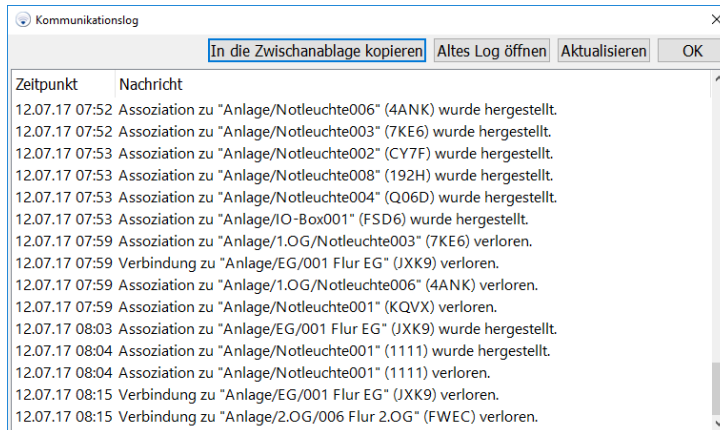 Kommunikationslog
In die Zwischanablage kopieren Altes Log öffnen Aktualisieren OK
Zeitpunkt Nachricht
12.07.17 07:52 Assoziation zu "Anlage/Notleuchte006" (4ANK) wurde hergestellt.
12.07.17 07:52 Assoziation zu "Anlage/Notleuchte003" (7KE6) wurde hergestellt.
12.07.17 07:53 Assoziation zu "Anlage/Notleuchte002" (CY7F) wurde hergestellt.
12.07.17 07:53 Assoziation zu "Anlage/Notleuchte008" (192H) wurde hergestellt.
12.07.17 07:53 Assoziation zu "Anlage/Notleuchte004" (Q06D) wurde hergestellt.
12.07.17 07:53 Assoziation zu "Anlage/IO-Box001" (FSD6) wurde hergestellt.
12.07.17 07:59 Assoziation zu "Anlage/1.OG/Notleuchte003" (7KE6) verloren.
12.07.17 07:59 Verbindung zu "Anlage/EG/001 Flur EG" (JXK9) verloren.
12.07.17 07:59 Assoziation zu "Anlage/1.OG/Notleuchte006" (4ANK) verloren.
12.07.17 07:59 Assoziation zu "Anlage/Notleuchte001" (KQVX) verloren.
12.07.17 08:03 Assoziation zu "Anlage/EG/001 Flur EG" (JXK9) wurde hergestellt.
12.07.17 08:04 Assoziation zu "Anlage/Notleuchte001" (1111) wurde hergestellt.
12.07.17 08:04 Assoziation zu "Anlage/Notleuchte001" (1111) verloren.
12.07.17 08:15 Verbindung zu "Anlage/EG/001 Flur EG" (JXK9) verloren.
12.07.17 08:15 Verbindung zu "Anlage/2.OG/006 Flur 2.OG" (FWEC) verloren.